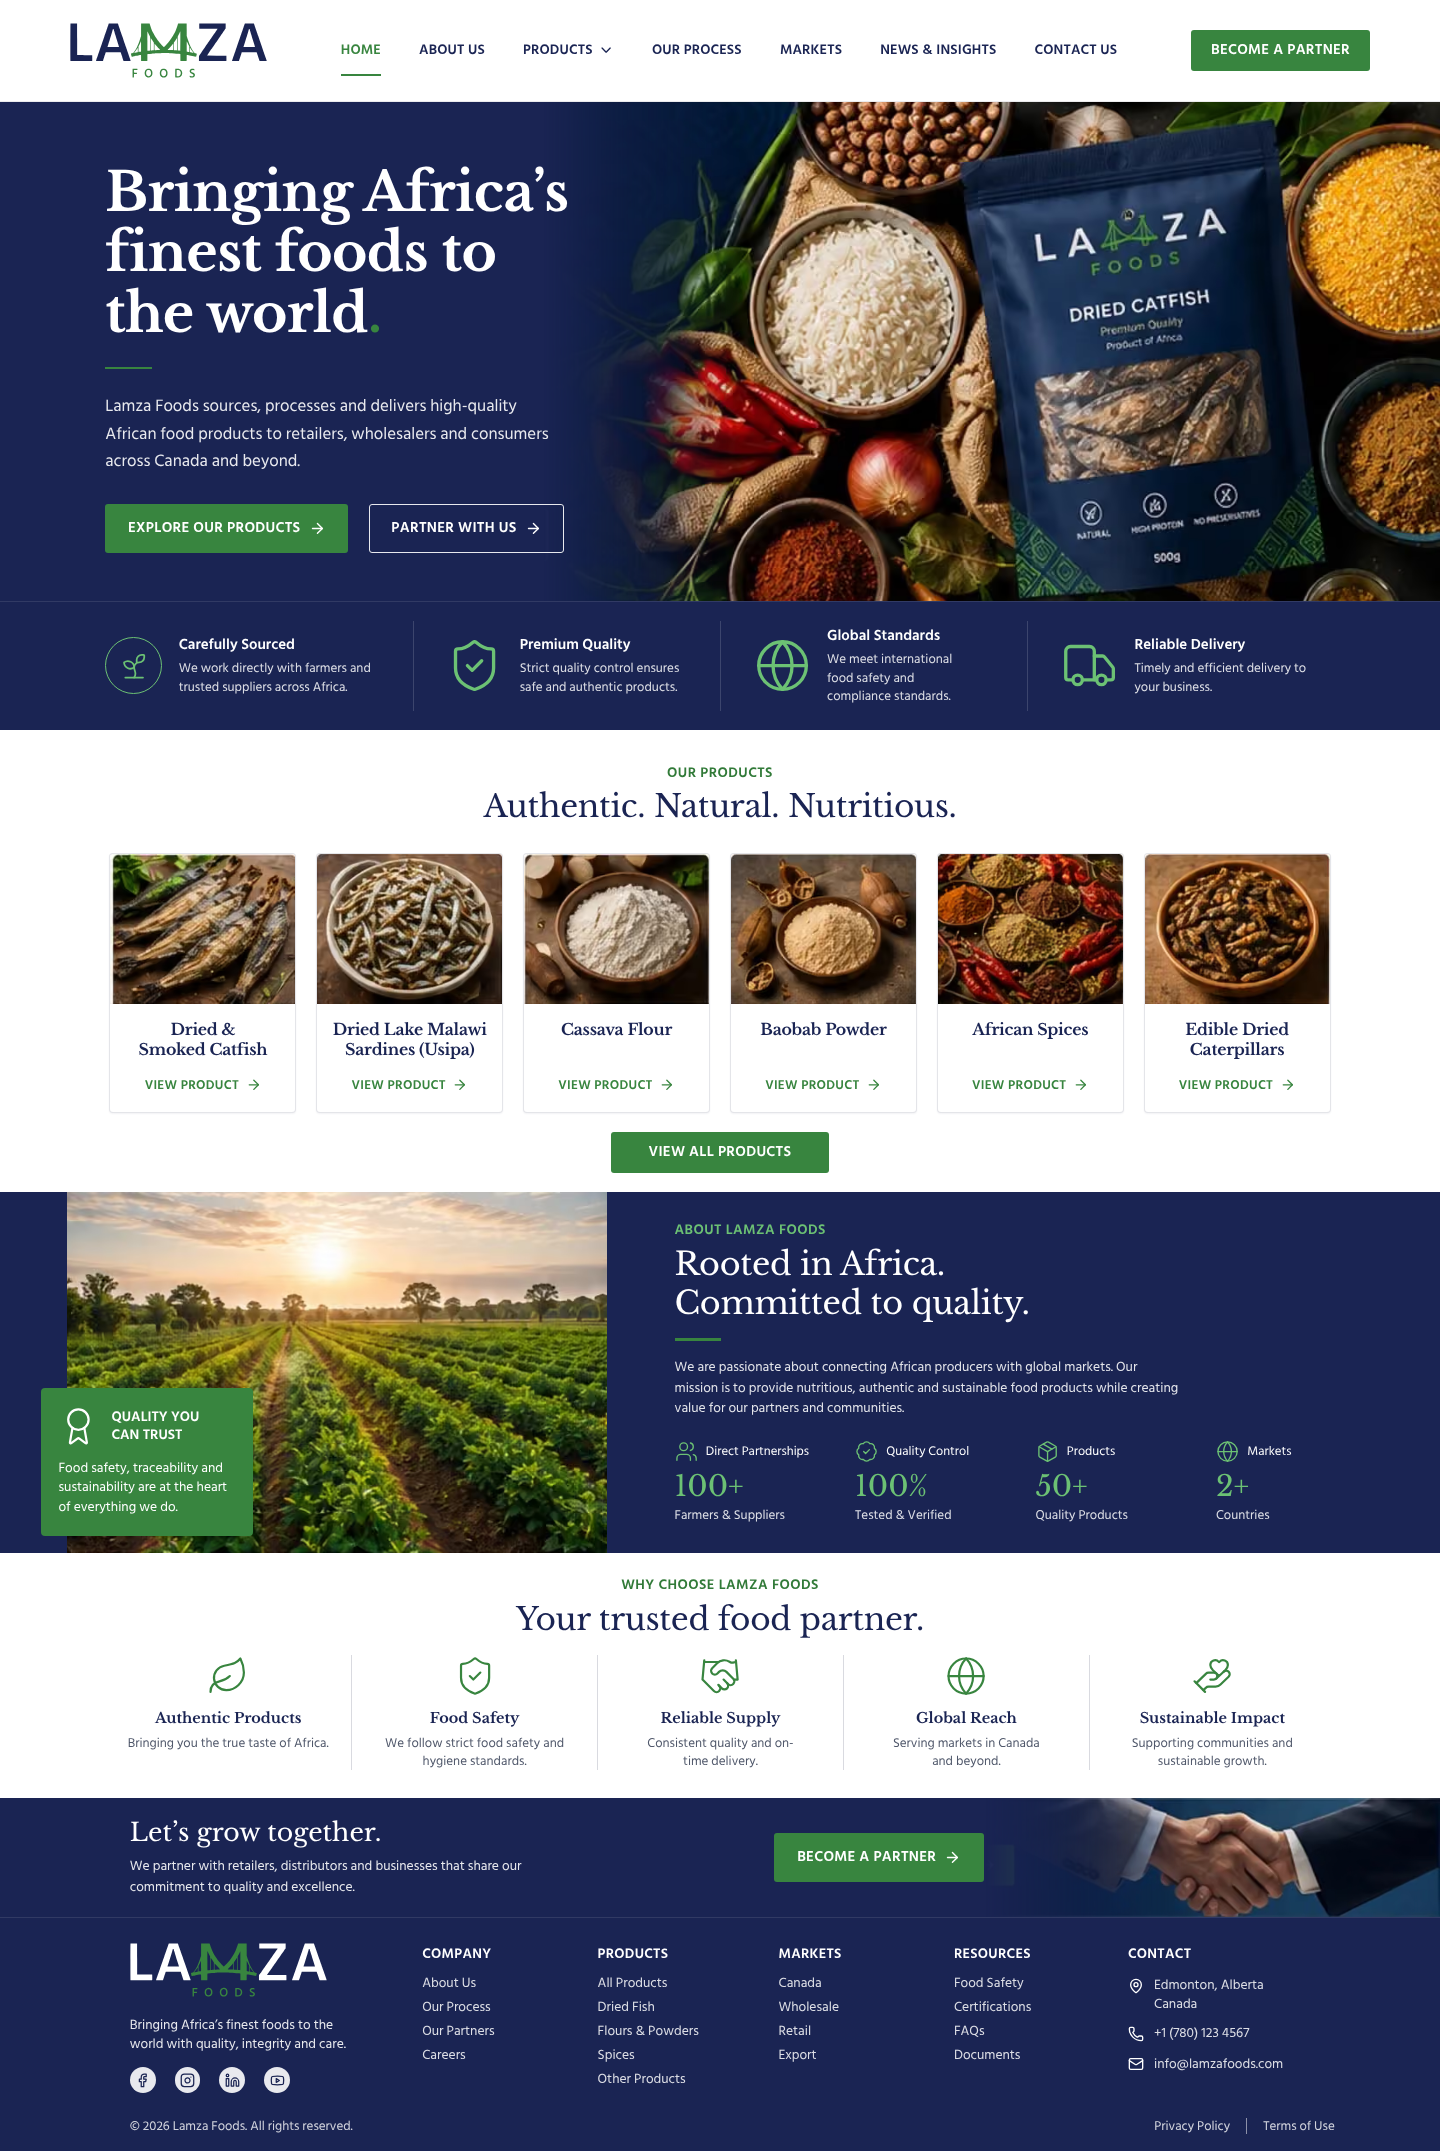 LAMZA
FOODS
HOME
ABOUT US
PRODUCTS
OUR PROCESS
MARKETS
NEWS & INSIGHTS
CONTACT US
BECOME A PARTNER
Bringing Africa’s
finest foods to
the world.
Lamza Foods sources, processes and delivers high-quality
African food products to retailers, wholesalers and consumers
across Canada and beyond.
EXPLORE OUR PRODUCTS
PARTNER WITH US
LAMZA
FOODS
DRIED CATFISH
Premium Quality
Product of Africa
NATURAL
HIGH PROTEIN
NO PRESERVATIVES
500g
Carefully Sourced
We work directly with farmers and
trusted suppliers across Africa.
Premium Quality
Strict quality control ensures
safe and authentic products.
Global Standards
We meet international
food safety and
compliance standards.
Reliable Delivery
Timely and efficient delivery to
your business.
OUR PRODUCTS
Authentic. Natural. Nutritious.
Dried &
Smoked Catfish
VIEW PRODUCT
Dried Lake Malawi
Sardines (Usipa)
VIEW PRODUCT
Cassava Flour
VIEW PRODUCT
Baobab Powder
VIEW PRODUCT
African Spices
VIEW PRODUCT
Edible Dried
Caterpillars
VIEW PRODUCT
VIEW ALL PRODUCTS
QUALITY YOU
CAN TRUST
Food safety, traceability and
sustainability are at the heart
of everything we do.
ABOUT LAMZA FOODS
Rooted in Africa.
Committed to quality.
We are passionate about connecting African producers with global markets. Our
mission is to provide nutritious, authentic and sustainable food products while creating
value for our partners and communities.
Direct Partnerships
100+
Farmers & Suppliers
Quality Control
100%
Tested & Verified
Products
50+
Quality Products
Markets
2+
Countries
WHY CHOOSE LAMZA FOODS
Your trusted food partner.
Authentic Products
Bringing you the true taste of Africa.
Food Safety
We follow strict food safety and
hygiene standards.
Reliable Supply
Consistent quality and on-
time delivery.
Global Reach
Serving markets in Canada
and beyond.
Sustainable Impact
Supporting communities and
sustainable growth.
Let’s grow together.
We partner with retailers, distributors and businesses that share our
commitment to quality and excellence.
BECOME A PARTNER
LAMZA
FOODS
Bringing Africa’s finest foods to the
world with quality, integrity and care.
COMPANY
About Us
Our Process
Our Partners
Careers
PRODUCTS
All Products
Dried Fish
Flours & Powders
Spices
Other Products
MARKETS
Canada
Wholesale
Retail
Export
RESOURCES
Food Safety
Certifications
FAQs
Documents
CONTACT
Edmonton, Alberta
Canada
+1 (780) 123 4567
info@lamzafoods.com
© 2026 Lamza Foods. All rights reserved.
Privacy Policy
Terms of Use